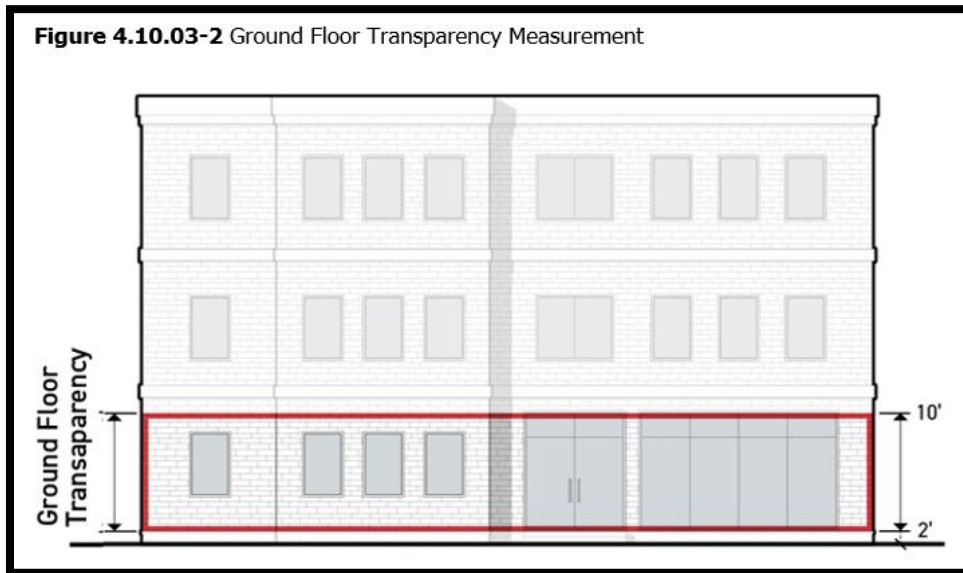 Figure 4.10.03-2 Ground Floor Transparency Measurement
Ground Floor
Transaparency
10'
2'